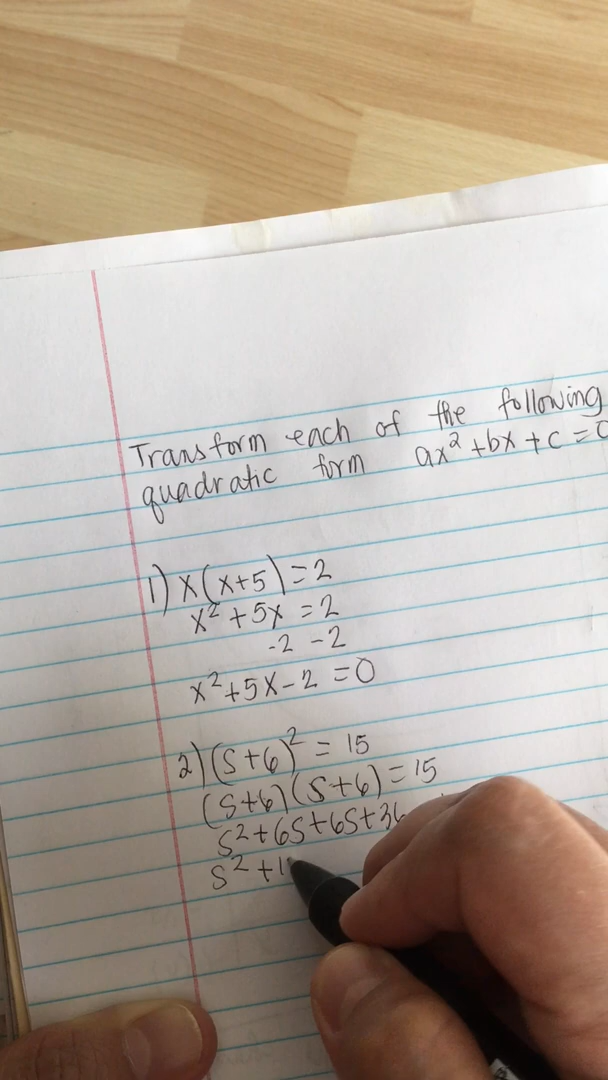 Transform each of the following
quadratic form ax² + bx + c = 0
1) x(x+5) = 2
x² + 5x = 2
-2 -2
x² + 5x - 2 = 0
2) (s+6)² = 15
(s+6)(s+6) = 15
s² + 6s + 6s + 36
s² + 1